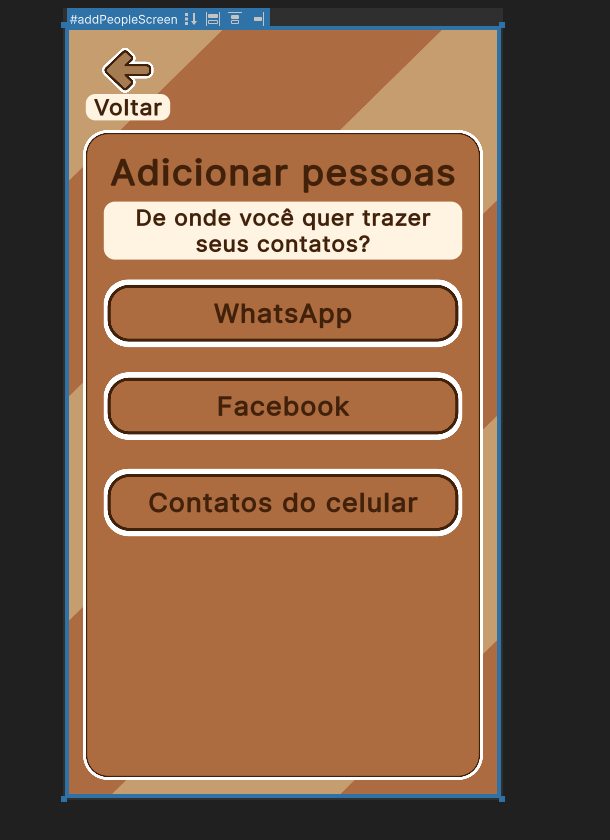 #addPeopleScreen
Voltar
Adicionar pessoas
De onde você quer trazer
seus contatos?
WhatsApp
Facebook
Contatos do celular